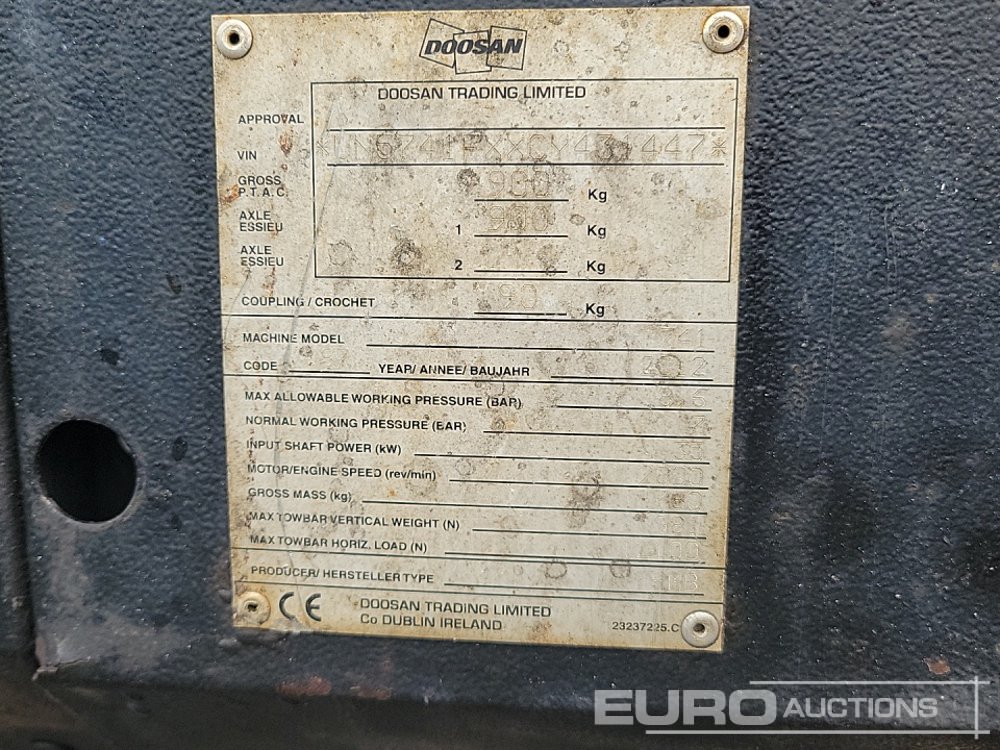 DOOSAN
DOOSAN TRADING LIMITED
APPROVAL
VIN
GROSS P.T.A.C. Kg
AXLE ESSIEU 1 Kg
AXLE ESSIEU 2 Kg
COUPLING / CROCHET 90 Kg
MACHINE MODEL
CODE YEAR/ ANNEE/ BAUJAHR
MAX ALLOWABLE WORKING PRESSURE (BAR)
NORMAL WORKING PRESSURE (BAR) 7
INPUT SHAFT POWER (kW)
MOTOR/ENGINE SPEED (rev/min)
GROSS MASS (kg)
MAX TOWBAR VERTICAL WEIGHT (N)
MAX TOWBAR HORIZ. LOAD (N)
PRODUCER/ HERSTELLER TYPE
CE DOOSAN TRADING LIMITED
Co DUBLIN IRELAND 23237225.C
EURO AUCTIONS